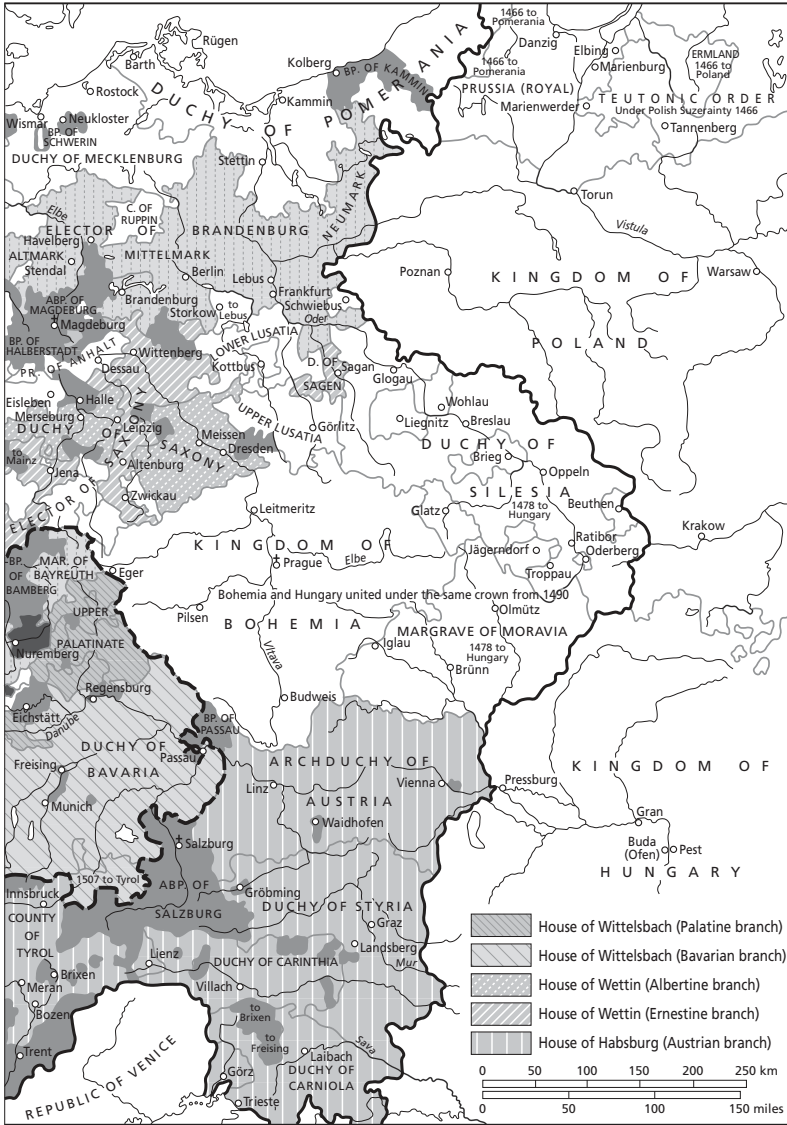 1466 to
Pomerania
Danzig
Rügen
Barth
Elbing
ERMLAND
1466 to
Poland
Kolberg
1466 to
Pomerania
Marienburg
BP. OF KAMMIN
Rostock
DUCHY OF POMERANIA
Kammin
PRUSSIA (ROYAL)
Marienwerder
TEUTONIC ORDER
Under Polish Suzerainty 1466
Tannenberg
Wismar
Neukloster
BP. OF
SCHWERIN
DUCHY OF MECKLENBURG
Stettin
Torun
Vistula
Elbe
C. OF
RUPPIN
NEUMARK
ELECTOR OF BRANDENBURG
Havelberg
ALTMARK
Stendal
MITTELMARK
Berlin
Lebus
Poznan
KINGDOM OF
POLAND
Warsaw
ABP. OF
MAGDEBURG
Magdeburg
Brandenburg
Storkow
to
Lebus
Frankfurt
Schwiebus
Oder
BP. OF
HALBERSTADT
PR. OF ANHALT
Wittenberg
Dessau
LOWER LUSATIA
Kottbus
D. OF
SAGEN
Sagan
Glogau
Eisleben
Halle
Merseburg
DUCHY
OF
SAXONY
Leipzig
Meissen
Dresden
UPPER LUSATIA
Görlitz
Wohlau
Liegnitz
Breslau
DUCHY OF
SILESIA
Brieg
Oppeln
to
Mainz
Jena
Altenburg
Zwickau
ELECTOR OF SAXONY
Leitmeritz
Glatz
1478 to
Hungary
Beuthen
Krakow
KINGDOM OF
BOHEMIA
Prague
Elbe
Jägerndorf
Ratibor
Oderberg
Troppau
BP.
OF
BAMBERG
MAR. OF
BAYREUTH
Eger
Bohemia and Hungary united under the same crown from 1490
Pilsen
Olmütz
UPPER
PALATINATE
Nuremberg
Vltava
Iglau
MARGRAVE OF MORAVIA
1478 to
Hungary
Brünn
Regensburg
Eichstätt
Danube
Budweis
BP. OF
PASSAU
Passau
DUCHY OF
BAVARIA
Freising
Munich
ARCHDUCHY OF
AUSTRIA
Linz
Vienna
Pressburg
KINGDOM OF
HUNGARY
Waidhofen
Gran
Buda
(Ofen)
Pest
Salzburg
1507 to Tyrol
Innsbruck
ABP. OF
SALZBURG
Gröbming
DUCHY OF STYRIA
Graz
COUNTY
OF
TYROL
Landsberg
Mur
Lienz
DUCHY OF CARINTHIA
Brixen
Meran
Villach
Bozen
to
Brixen
to
Freising
Trent
REPUBLIC OF VENICE
Laibach
Sava
DUCHY OF
CARNIOLA
Görz
Trieste
House of Wittelsbach (Palatine branch)
House of Wittelsbach (Bavarian branch)
House of Wettin (Albertine branch)
House of Wettin (Ernestine branch)
House of Habsburg (Austrian branch)
0 50 100 150 200 250 km
0 50 100 150 miles